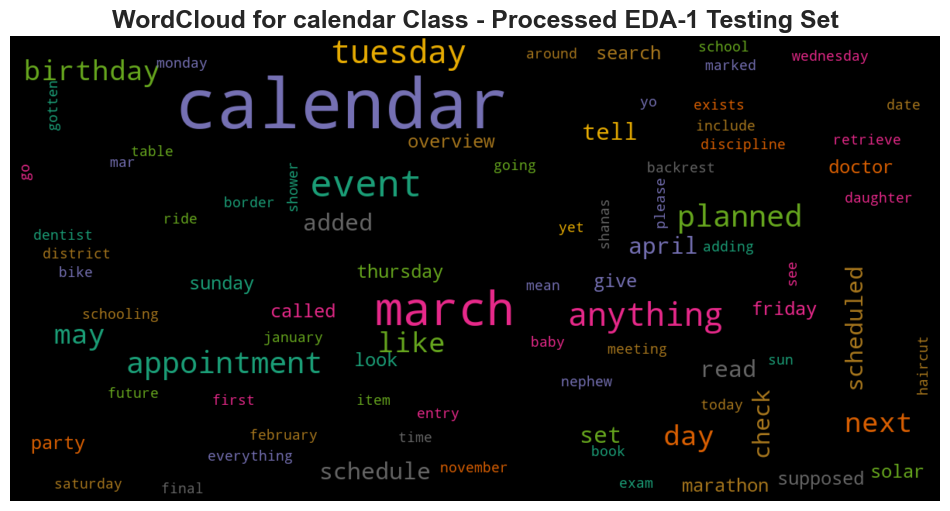 WordCloud for calendar Class - Processed EDA-1 Testing Set
tuesday
around
search
school
marked
wednesday
birthday
monday
calendar
gotten
yo
exists
date
tell
include
overview
discipline
retrieve
table
mar
go
shower
event
going
backrest
doctor
please
daughter
border
added
ride
yet
shanas
planned
dentist
april
adding
district
bike
thursday
sunday
mean
give
see
scheduled
march
anything
friday
called
schooling
may
january
like
baby
meeting
haircut
appointment
look
read
sun
nephew
future
first
item
entry
today
check
next
party
february
time
set
day
book
everything
schedule
november
supposed
solar
saturday
final
exam
marathon